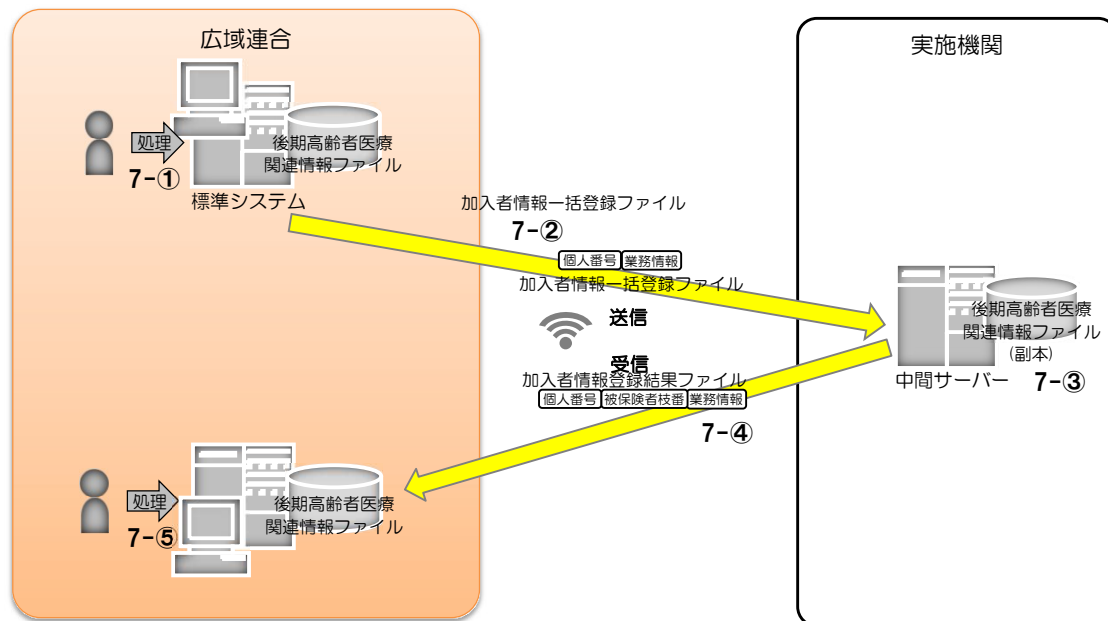 広域連合
実施機関
処理
7-①
後期高齢者医療
関連情報ファイル
標準システム
加入者情報一括登録ファイル
7-②
個人番号 業務情報
加入者情報一括登録ファイル
送信
受信
加入者情報登録結果ファイル
個人番号 被保険者枝番 業務情報
7-④
後期高齢者医療
関連情報ファイル
(副本)
中間サーバー
7-③
処理
7-⑤
後期高齢者医療
関連情報ファイル